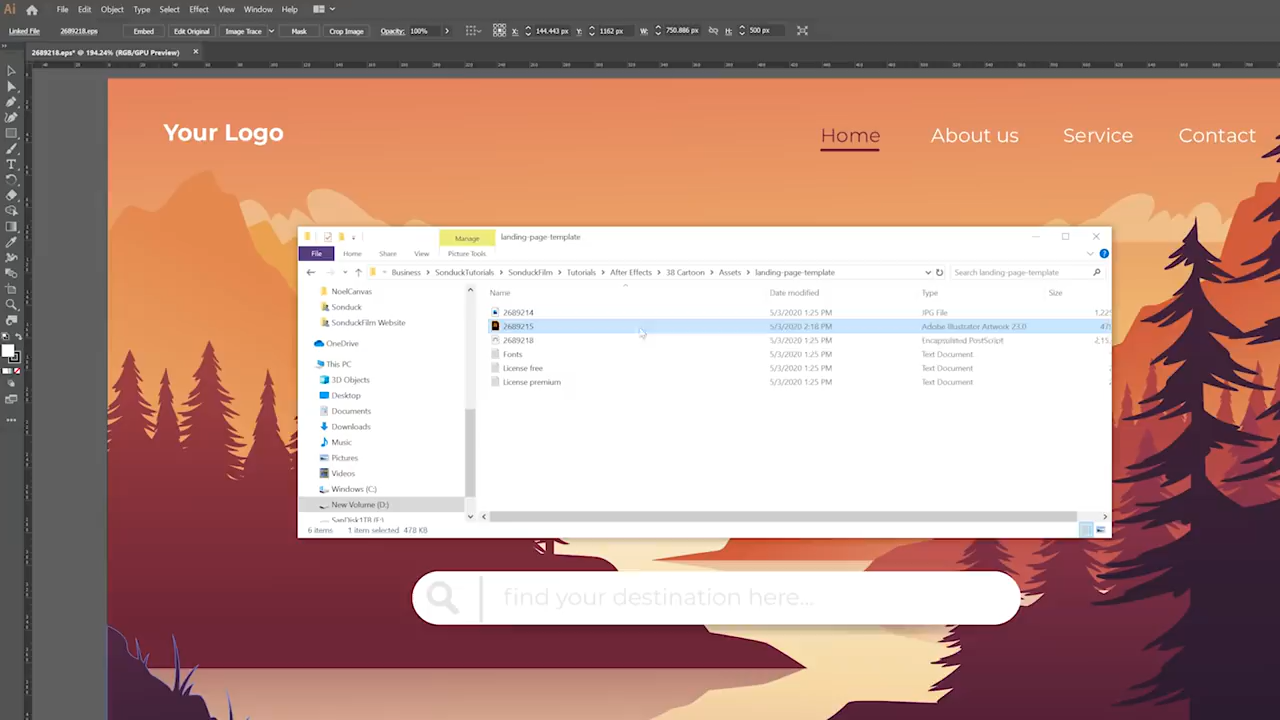 Ai File Edit Object Type Select Effect View Window Help
Linked File 2689218.eps Embed Edit Original Image Trace Mask Crop Image Opacity: 100% X: 144.443 px Y: 1162 px W: 750.886 px H: 500 px
2689218.eps* @ 194.24% (RGB/GPU Preview)
Your Logo
Home About us Service Contact
Manage landing-page-template
File Home Share View Picture Tools
Business SonduckTutorials SonduckFilm Tutorials After Effects 38 Cartoon Assets landing-page-template Search landing-page-template
Name Date modified Type Size
NoelCanvas
Sonduck
SonduckFilm Website
OneDrive
This PC
3D Objects
Desktop
Documents
Downloads
Music
Pictures
Videos
Windows (C:)
New Volume (D:)
SanDisk1TB (F:)
2689214 5/3/2020 1:25 PM JPG File
2689215 5/3/2020 2:18 PM Adobe Illustrator Artwork 23.0
2689218 5/3/2020 1:25 PM Encapsulated PostScript
Fonts 5/3/2020 1:25 PM Text Document
License free 5/3/2020 1:25 PM Text Document
License premium 5/3/2020 1:25 PM Text Document
6 items 1 item selected 478 KB
find your destination here...